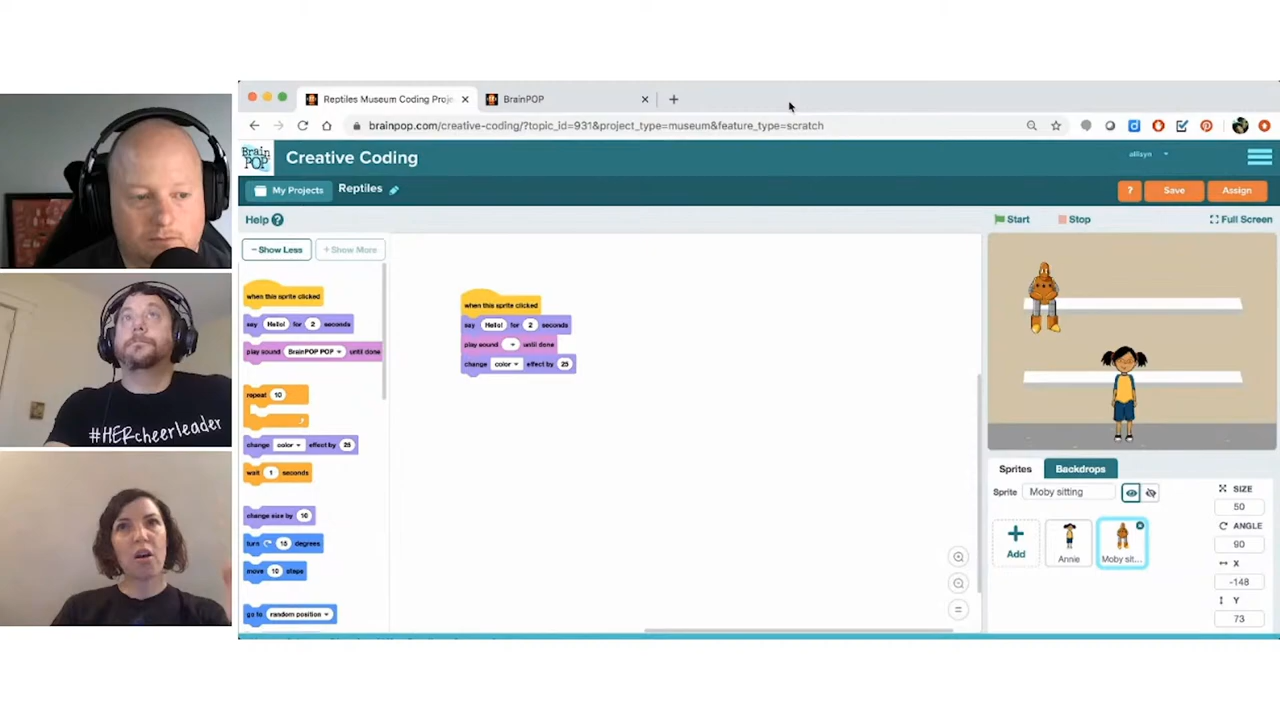 #HERcheerleader
Reptiles Museum Coding Proje
BrainPOP
brainpop.com/creative-coding/?topic_id=931&project_type=museum&feature_type=scratch
Brain POP
Creative Coding
allisyn
My Projects
Reptiles
?
Save
Assign
Help ?
Start
Stop
Full Screen
− Show Less
+ Show More
when this sprite clicked
say Hello! for 2 seconds
play sound BrainPOP POP until done
repeat 10
change color effect by 25
wait 1 seconds
change size by 10
turn 15 degrees
move 10 steps
go to random position
when this sprite clicked
say Hello! for 2 seconds
play sound until done
change color effect by 25
Sprites
Backdrops
Sprite Moby sitting
Add
Annie
Moby sit...
SIZE
50
ANGLE
90
X
-148
Y
73